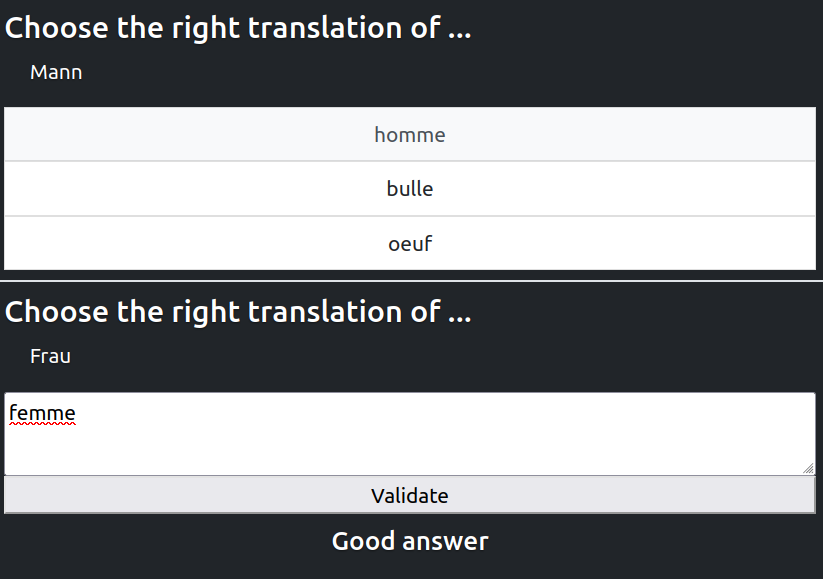 Choose the right translation of ...
Mann
homme
bulle
oeuf
Choose the right translation of ...
Frau
femme
Validate
Good answer